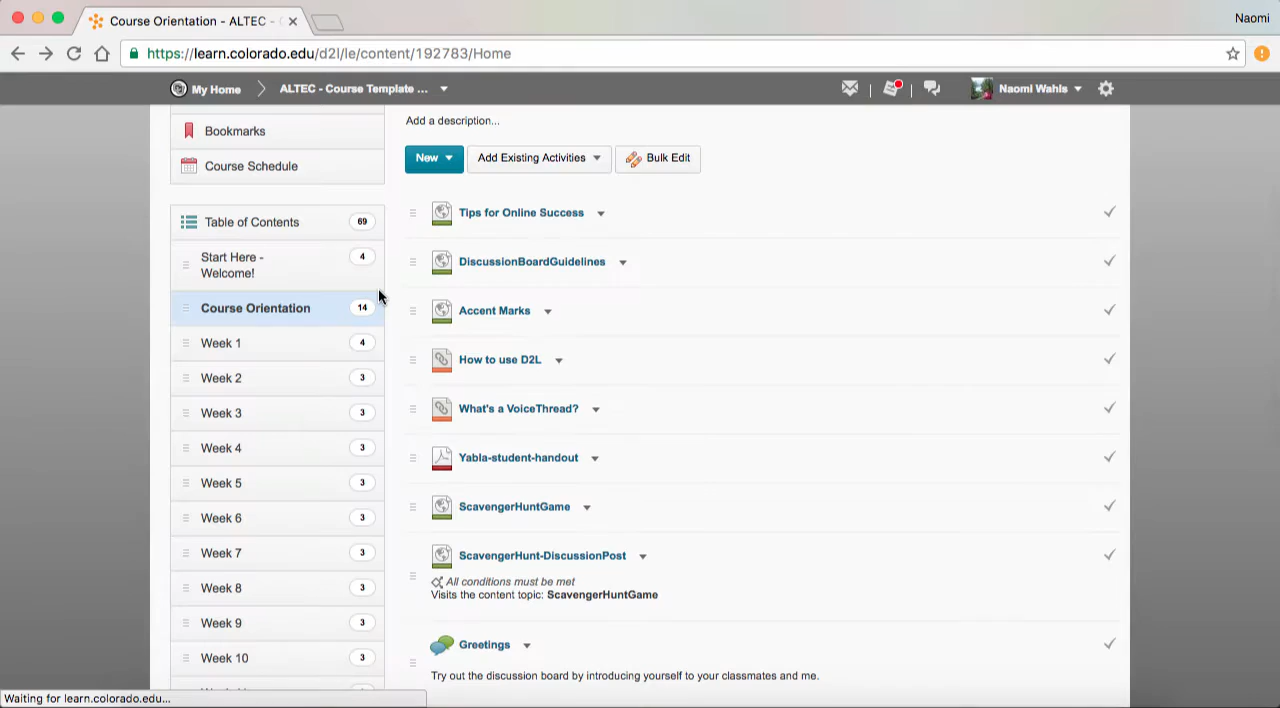 Course Orientation - ALTEC - C
Naomi
https://learn.colorado.edu/d2l/le/content/192783/Home
My Home
ALTEC - Course Template ...
Naomi Wahls
Bookmarks
Course Schedule
Table of Contents 69
Start Here - Welcome! 4
Course Orientation 14
Week 1 4
Week 2 3
Week 3 3
Week 4 3
Week 5 3
Week 6 3
Week 7 3
Week 8 3
Week 9 3
Week 10 3
Add a description...
New
Add Existing Activities
Bulk Edit
Tips for Online Success
DiscussionBoardGuidelines
Accent Marks
How to use D2L
What's a VoiceThread?
Yabla-student-handout
ScavengerHuntGame
ScavengerHunt-DiscussionPost
All conditions must be met
Visits the content topic: ScavengerHuntGame
Greetings
Try out the discussion board by introducing yourself to your classmates and me.
Waiting for learn.colorado.edu...